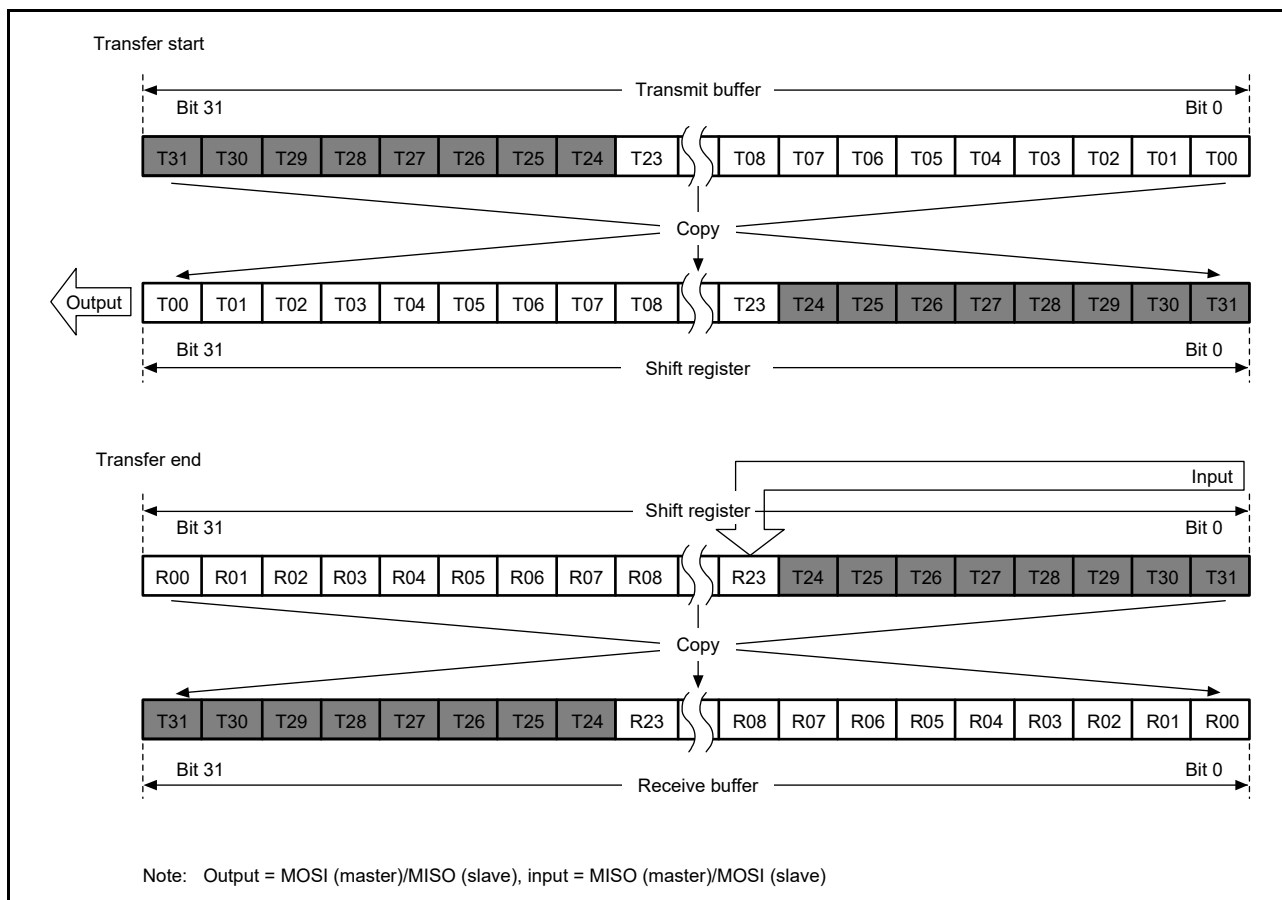 Transfer start
Transmit buffer
Bit 31 Bit 0
T31 T30 T29 T28 T27 T26 T25 T24 T23 T08 T07 T06 T05 T04 T03 T02 T01 T00
Copy
Output T00 T01 T02 T03 T04 T05 T06 T07 T08 T23 T24 T25 T26 T27 T28 T29 T30 T31
Bit 31 Bit 0
Shift register
Transfer end
Input
Shift register
Bit 31 Bit 0
R00 R01 R02 R03 R04 R05 R06 R07 R08 R23 T24 T25 T26 T27 T28 T29 T30 T31
Copy
T31 T30 T29 T28 T27 T26 T25 T24 R23 R08 R07 R06 R05 R04 R03 R02 R01 R00
Bit 31 Bit 0
Receive buffer
Note: Output = MOSI (master)/MISO (slave), input = MISO (master)/MOSI (slave)